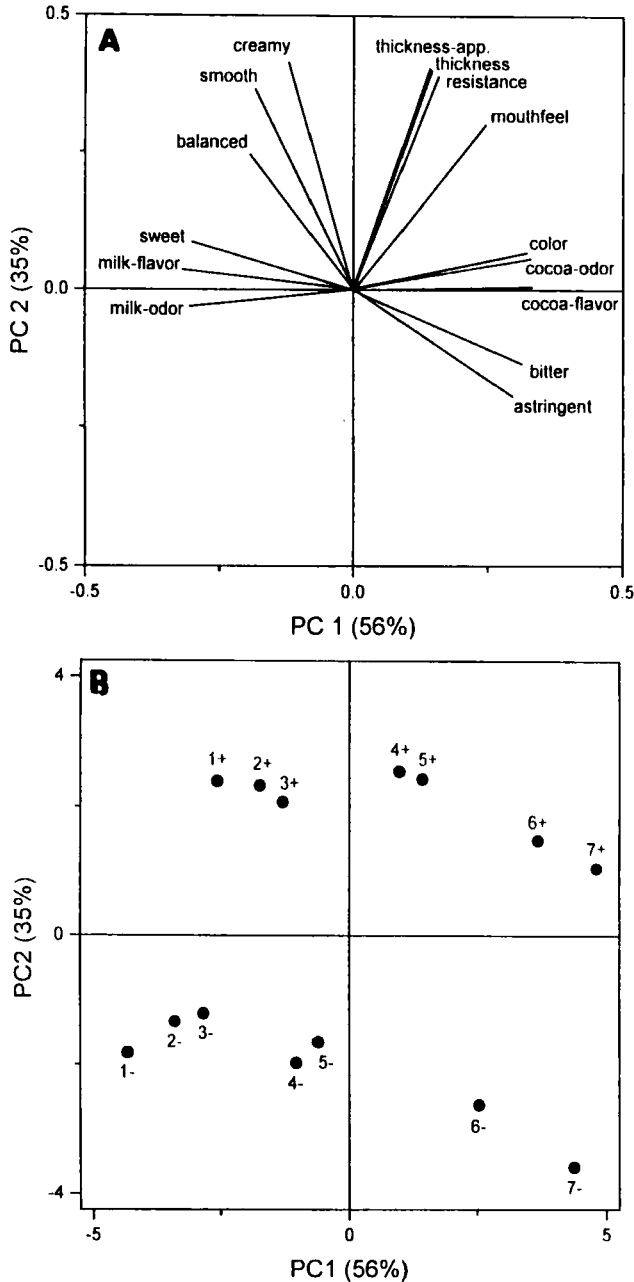 A
0.5
creamy
thickness-app.
thickness
smooth
resistance
mouthfeel
balanced
sweet
color
milk-flavor
cocoa-odor
0.0
cocoa-flavor
milk-odor
bitter
astringent
PC 2 (35%)
-0.5
-0.5
0.0
0.5
PC 1 (56%)
B
4
1+
2+
3+
4+
5+
6+
7+
0
PC2 (35%)
1-
2-
3-
4-
5-
6-
7-
-4
-5
0
5
PC1 (56%)